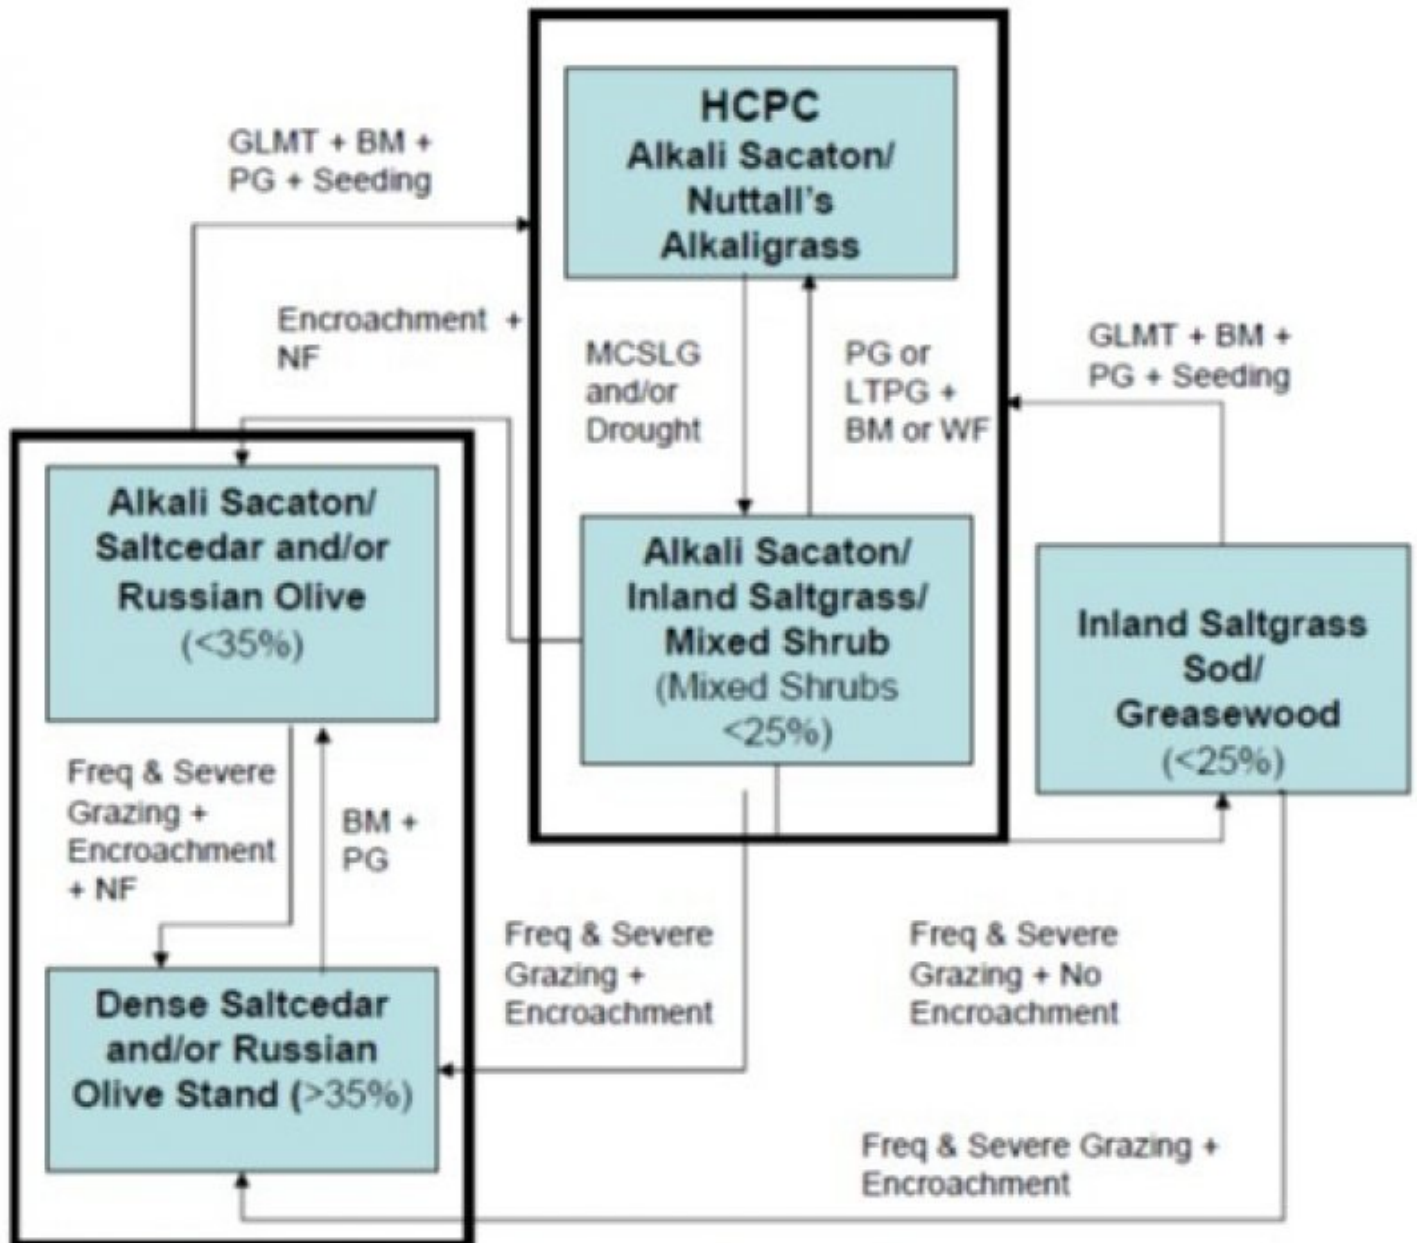 HCPC
Alkali Sacaton/
Nuttall's
Alkaligrass
GLMT + BM +
PG + Seeding
Encroachment +
NF
MCSLG
and/or
Drought
PG or
LTPG +
BM or WF
GLMT + BM +
PG + Seeding
Alkali Sacaton/
Saltcedar and/or
Russian Olive
(<35%)
Alkali Sacaton/
Inland Saltgrass/
Mixed Shrub
(Mixed Shrubs
<25%)
Inland Saltgrass
Sod/
Greasewood
(<25%)
Freq & Severe
Grazing +
Encroachment
+ NF
BM +
PG
Freq & Severe
Grazing +
Encroachment
Freq & Severe
Grazing + No
Encroachment
Dense Saltcedar
and/or Russian
Olive Stand (>35%)
Freq & Severe Grazing +
Encroachment